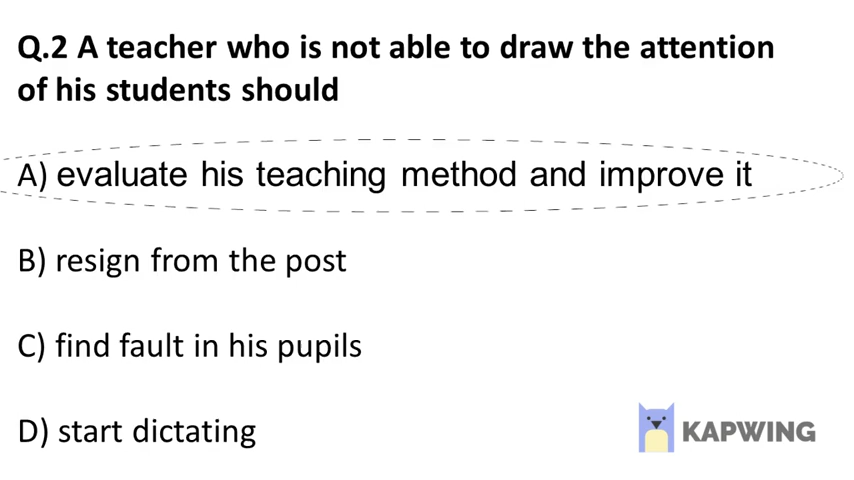 Q.2 A teacher who is not able to draw the attention
of his students should
A) evaluate his teaching method and improve it
B) resign from the post
C) find fault in his pupils
D) start dictating
KAPWING